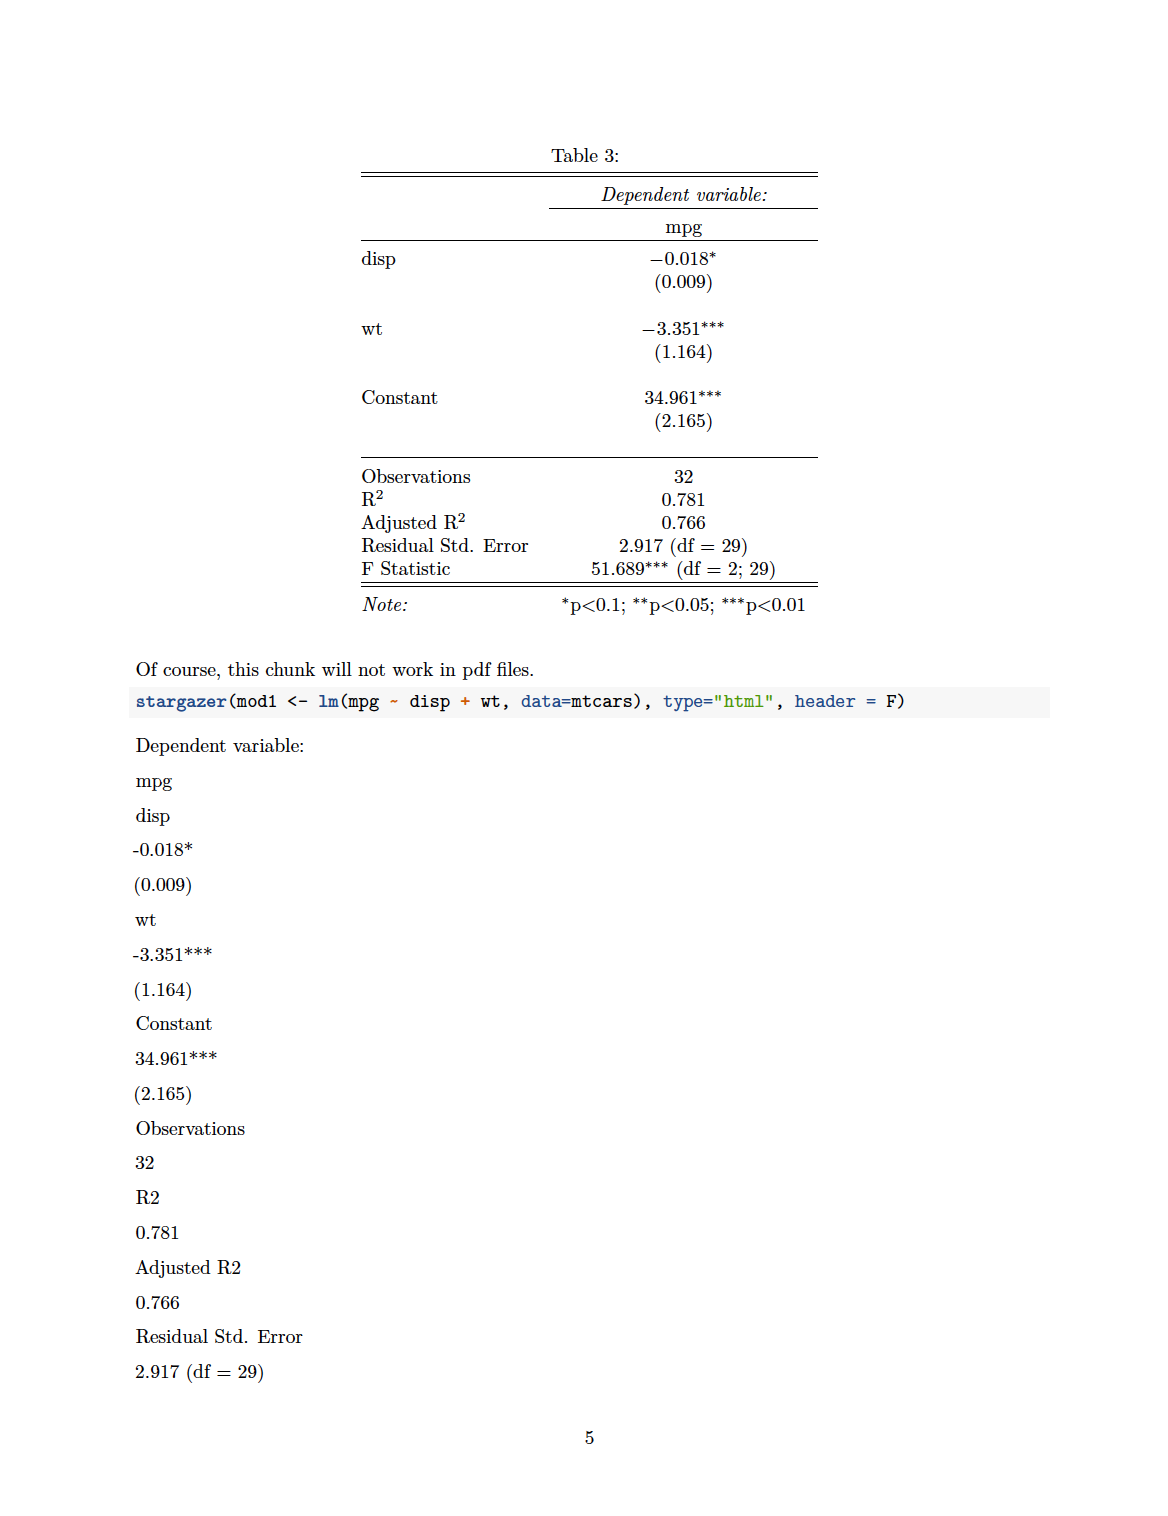 Table 3:
Dependent variable:
mpg
disp −0.018*
(0.009)
wt −3.351***
(1.164)
Constant 34.961***
(2.165)
Observations 32
R² 0.781
Adjusted R² 0.766
Residual Std. Error 2.917 (df = 29)
F Statistic 51.689*** (df = 2; 29)
Note: *p<0.1; **p<0.05; ***p<0.01
Of course, this chunk will not work in pdf files.
stargazer(mod1 <- lm(mpg ~ disp + wt, data=mtcars), type="html", header = F)
Dependent variable:
mpg
disp
-0.018*
(0.009)
wt
-3.351***
(1.164)
Constant
34.961***
(2.165)
Observations
32
R2
0.781
Adjusted R2
0.766
Residual Std. Error
2.917 (df = 29)
5